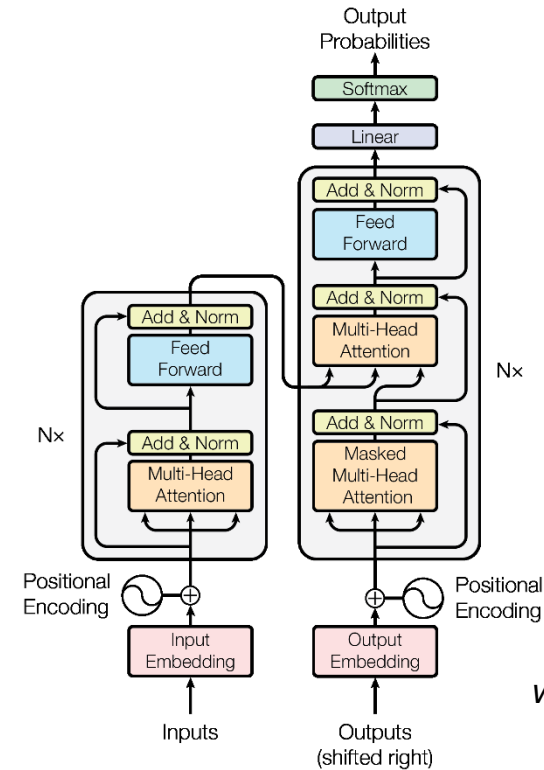 Output
Probabilities
Softmax
Linear
Add & Norm
Feed
Forward
Add & Norm
Multi-Head
Attention
Add & Norm
Masked
Multi-Head
Attention
N×
Add & Norm
Feed
Forward
N×
Add & Norm
Multi-Head
Attention
Positional
Encoding
Positional
Encoding
Input
Embedding
Output
Embedding
Inputs
Outputs
(shifted right)